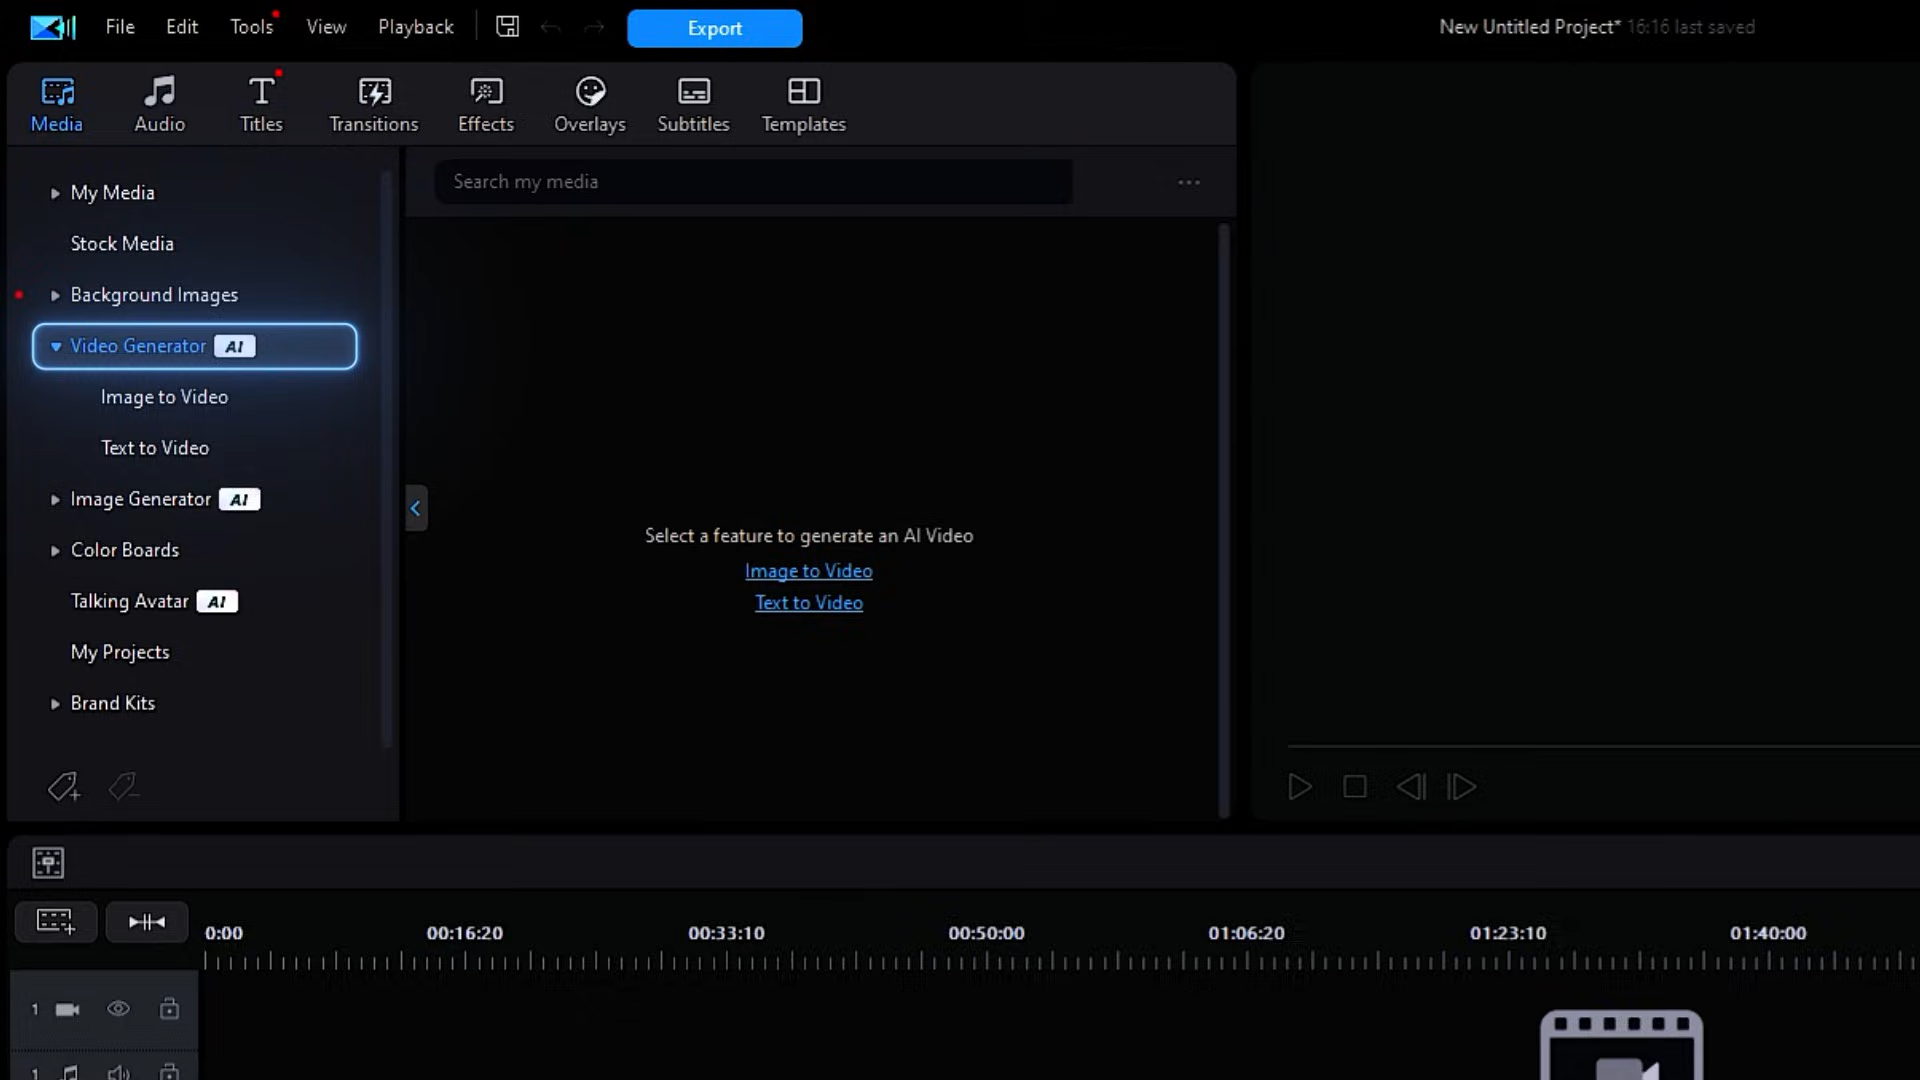 File Edit Tools View Playback Export New Untitled Project* 16:16 last saved
Media Audio Titles Transitions Effects Overlays Subtitles Templates
Search my media
My Media
Stock Media
Background Images
Video Generator AI
Image to Video
Text to Video
Image Generator AI
Color Boards
Talking Avatar AI
My Projects
Brand Kits
Select a feature to generate an AI Video
Image to Video
Text to Video
0:00 00:16:20 00:33:10 00:50:00 01:06:20 01:23:10 01:40:00
1
1